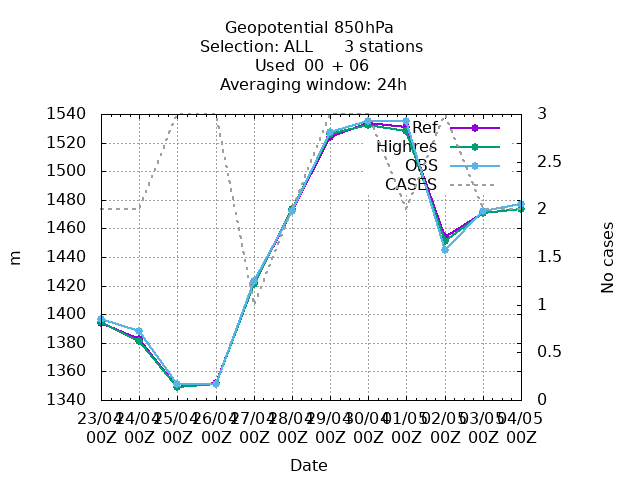 Geopotential 850hPa
Selection: ALL 3 stations
Used 00 + 06
Averaging window: 24h
1540
1520
1500
1480
1460
1440
1420
1400
1380
1360
1340
m
3
2.5
2
1.5
1
0.5
0
No cases
Ref
Highres
OBS
CASES
23/04 24/04 25/04 26/04 27/04 28/04 29/04 30/04 01/05 02/05 03/05 04/05
00Z 00Z 00Z 00Z 00Z 00Z 00Z 00Z 00Z 00Z 00Z 00Z
Date